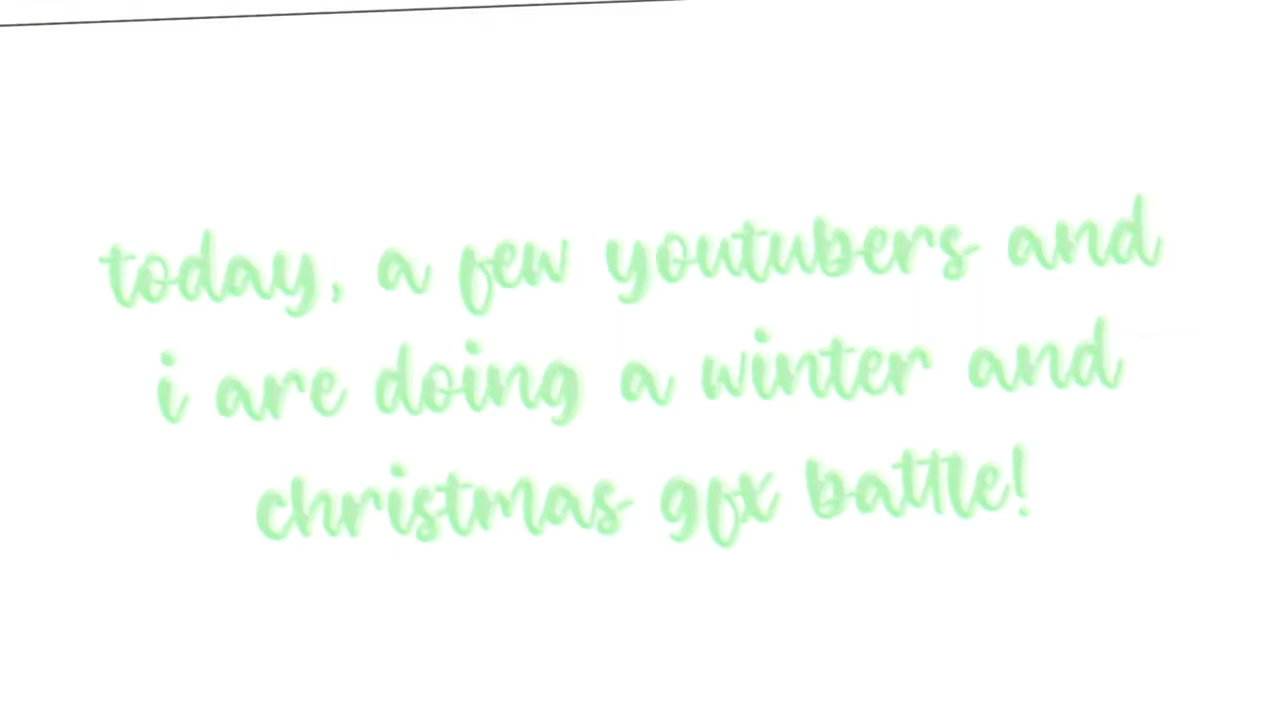 today, a few youtubers and
i are doing a winter and
christmas gfx battle!